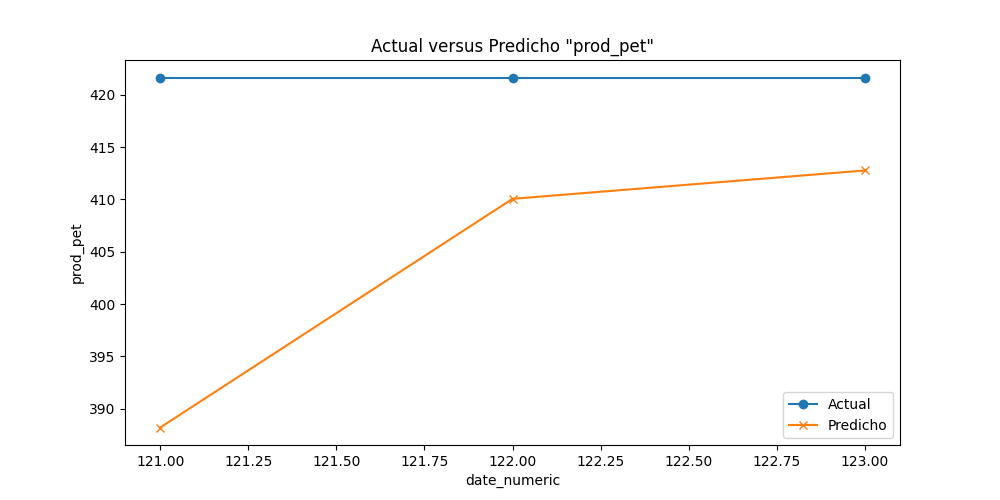 Actual versus Predicho "prod_pet"
420
415
410
405
400
395
390
prod_pet
Actual
Predicho
121.00 121.25 121.50 121.75 122.00 122.25 122.50 122.75 123.00
date_numeric